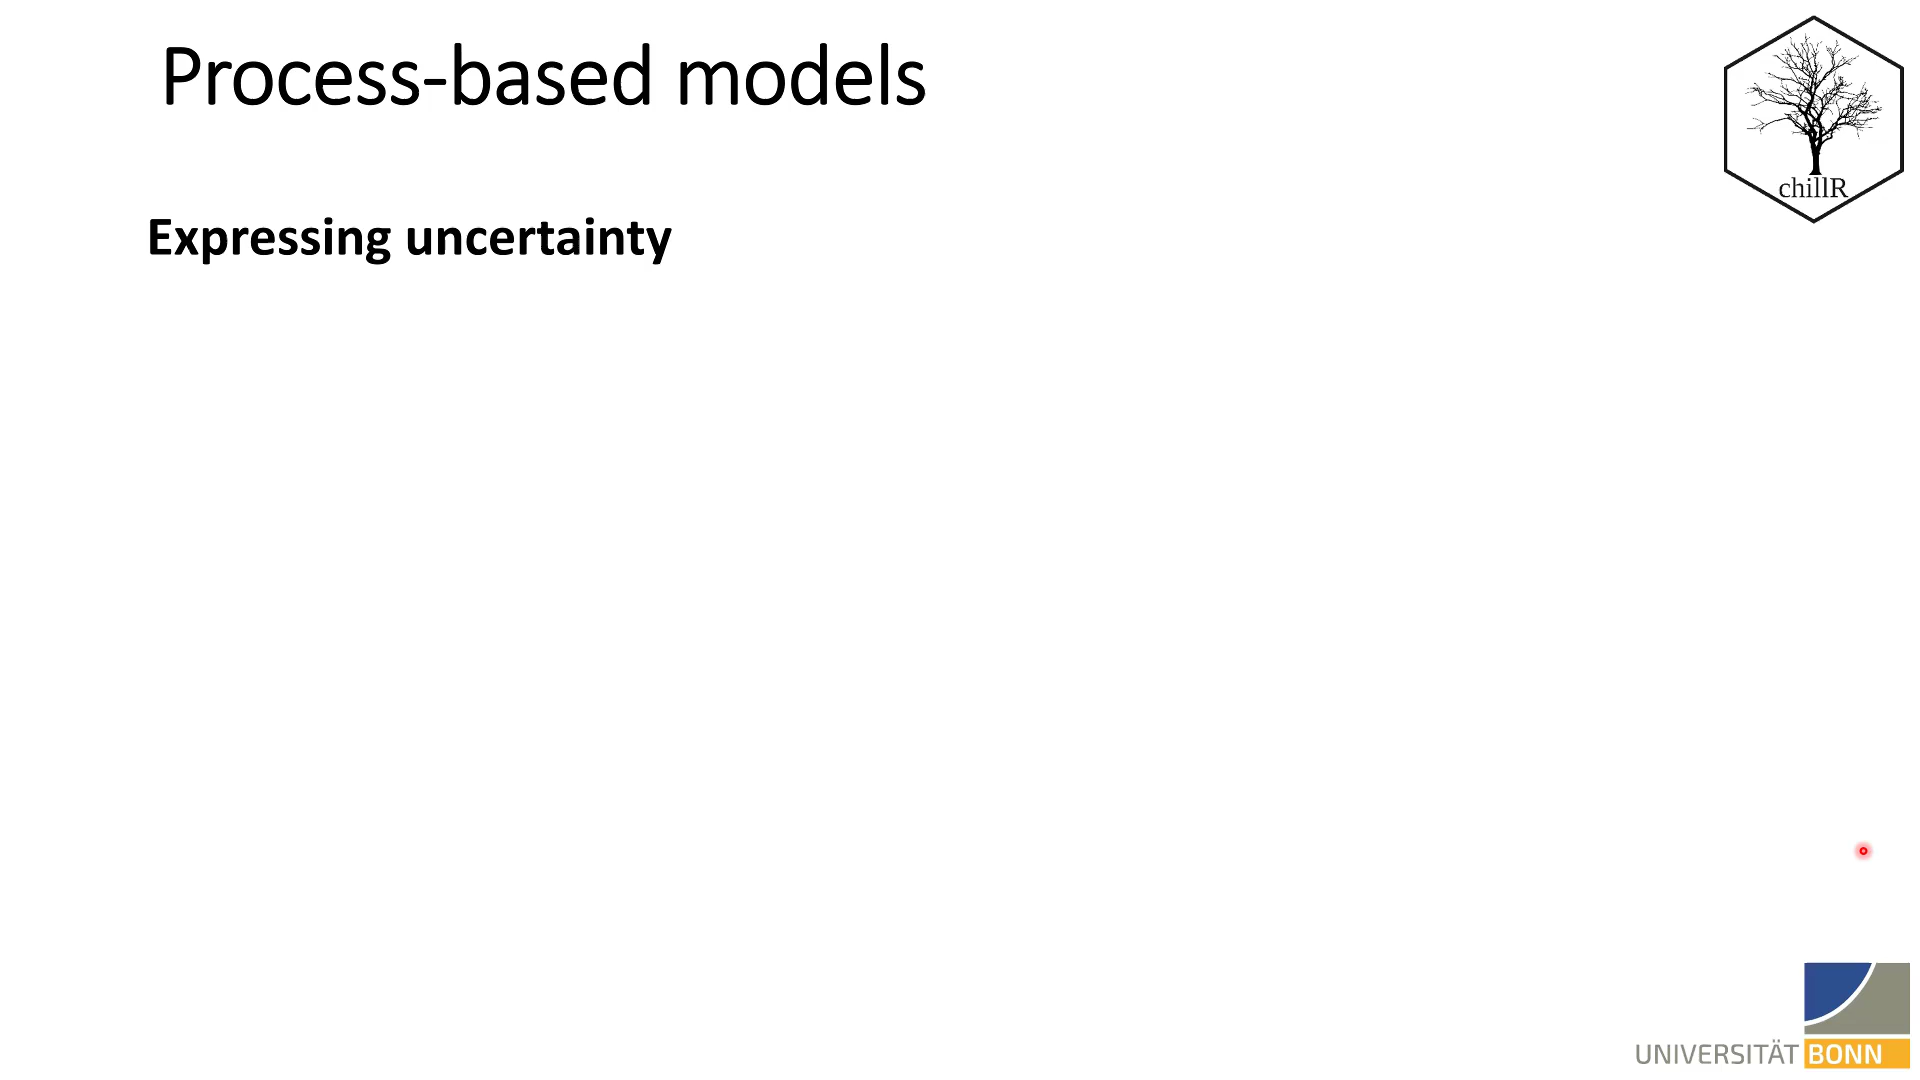 Process-based models
chillR
Expressing uncertainty
UNIVERSITÄT BONN